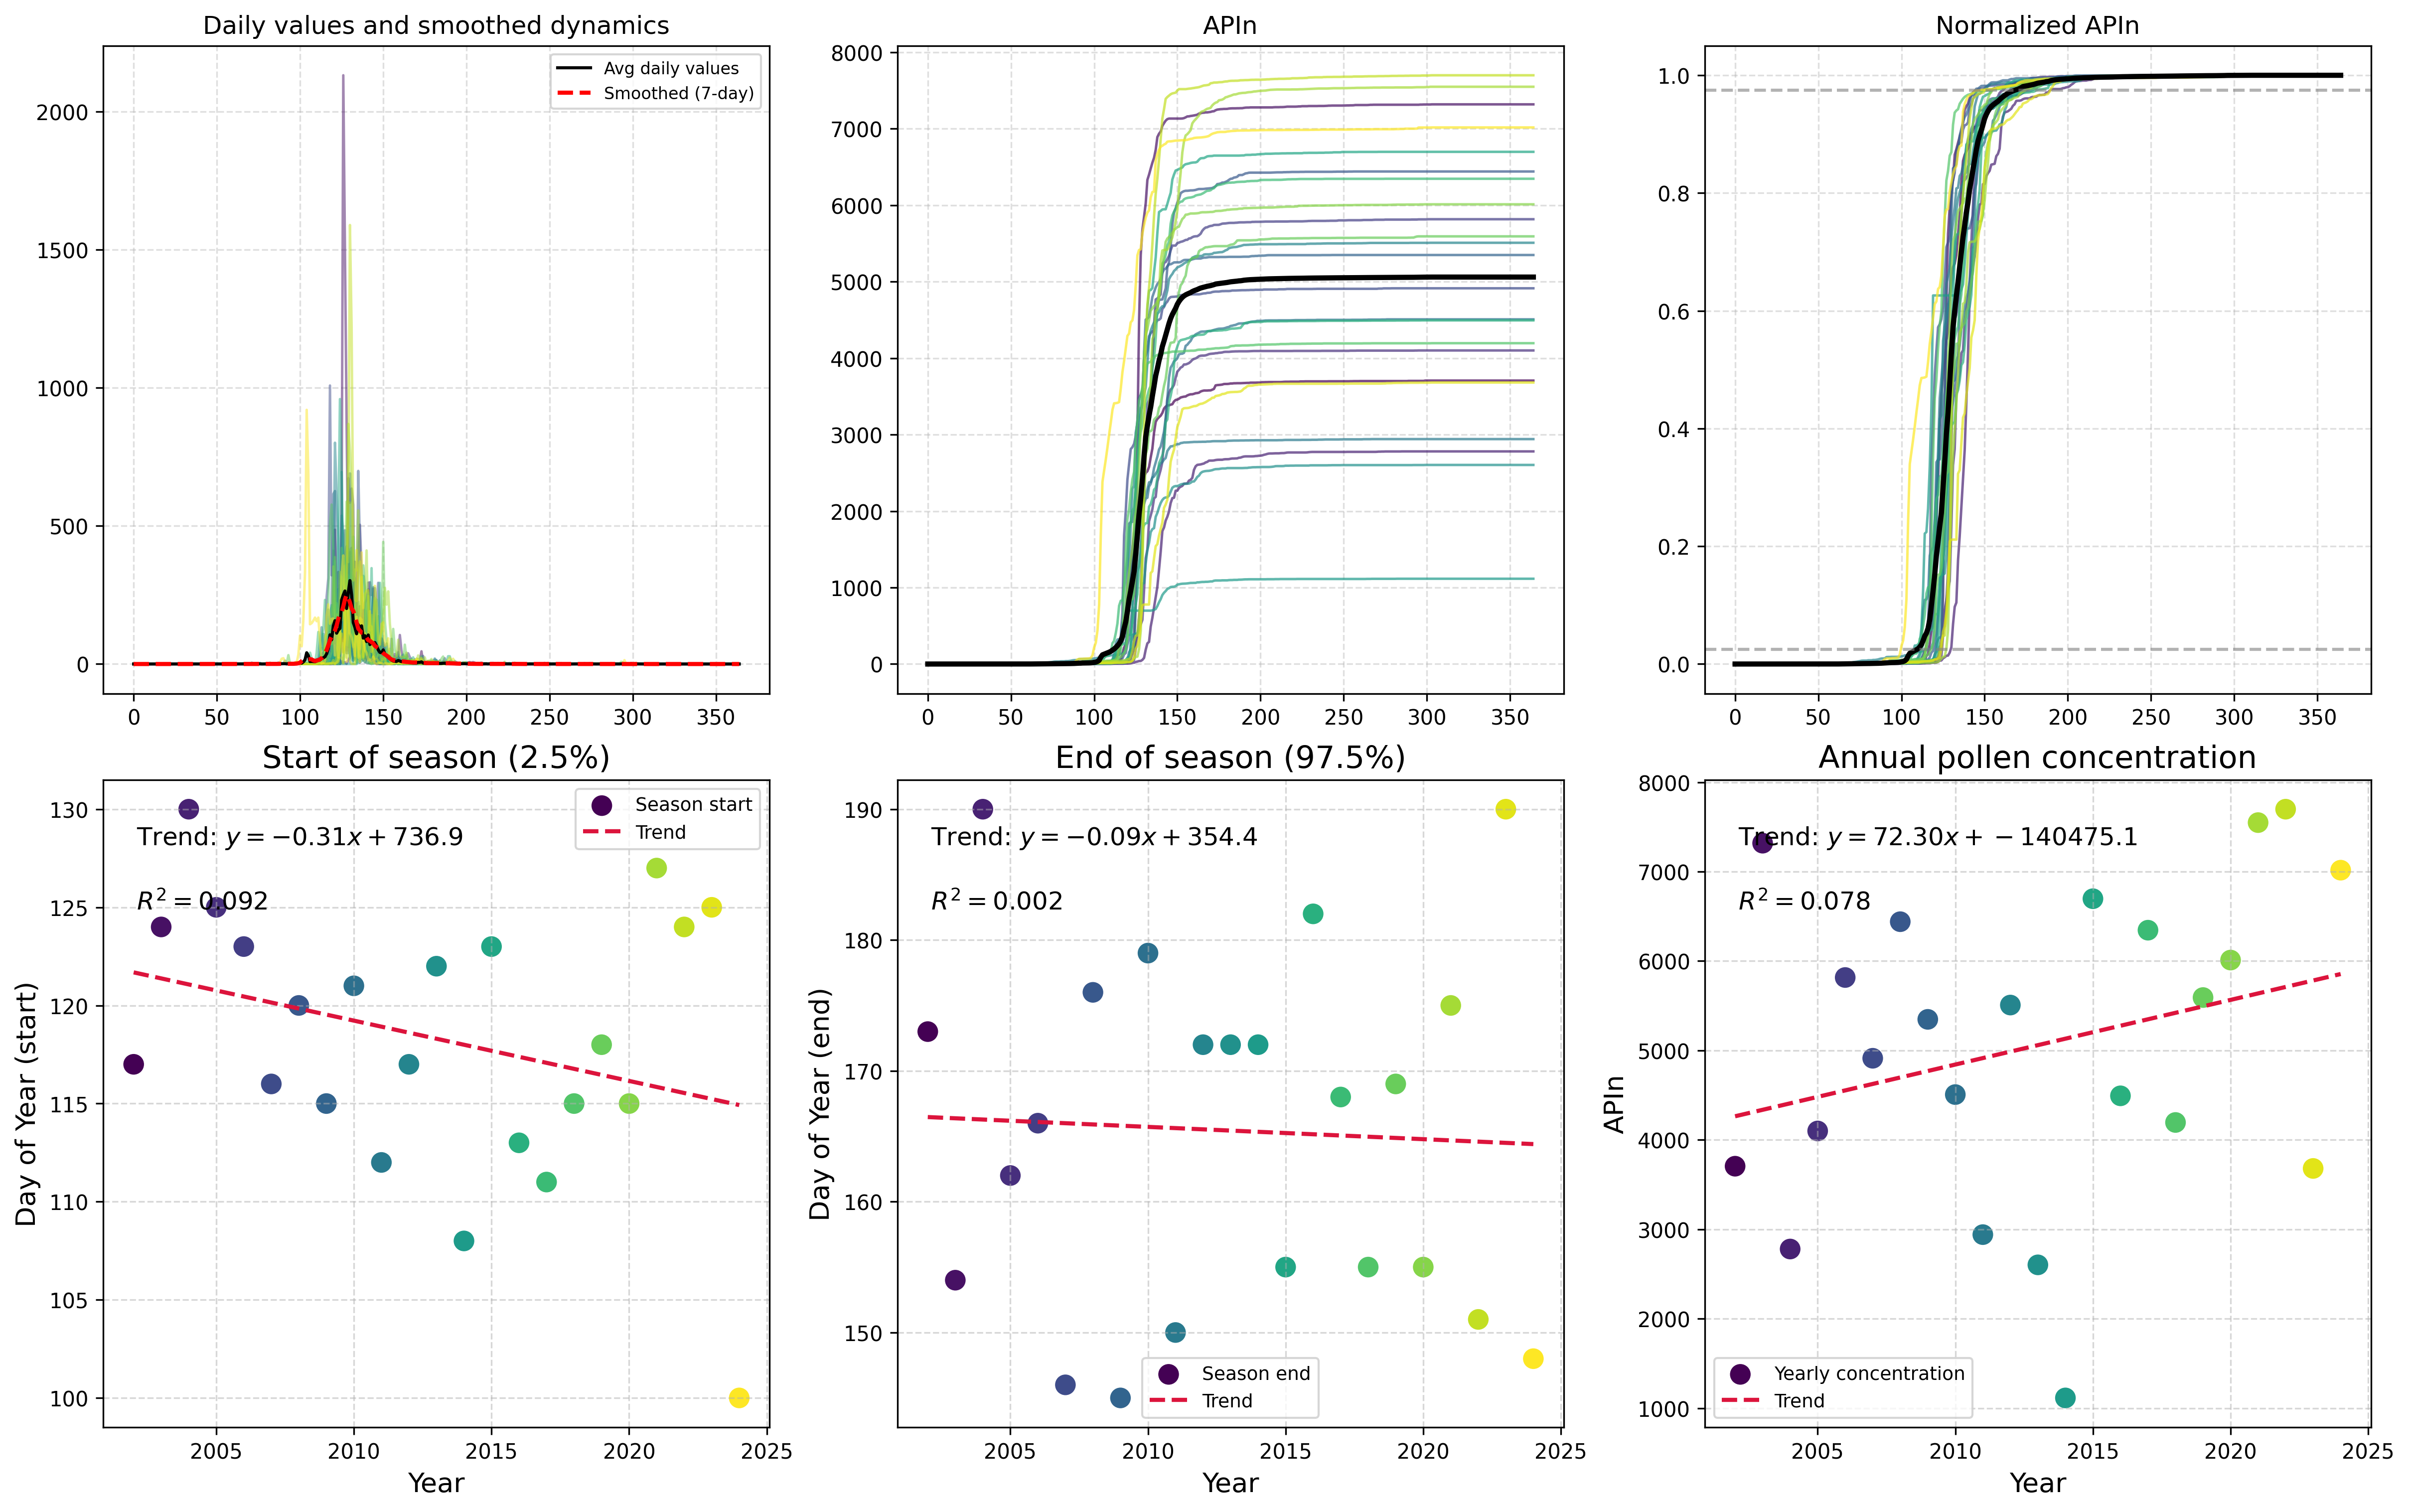 Daily values and smoothed dynamics
Avg daily values
Smoothed (7-day)
2000
1500
1000
500
0
0 50 100 150 200 250 300 350
APIn
8000
7000
6000
5000
4000
3000
2000
1000
0
0 50 100 150 200 250 300 350
Normalized APIn
1.0
0.8
0.6
0.4
0.2
0.0
0 50 100 150 200 250 300 350
Start of season (2.5%)
Season start
Trend
Trend: y = −0.31x + 736.9
R² = 0.092
Day of Year (start)
130
125
120
115
110
105
100
2005 2010 2015 2020 2025
Year
End of season (97.5%)
Trend: y = −0.09x + 354.4
R² = 0.002
Day of Year (end)
190
180
170
160
150
Season end
Trend
2005 2010 2015 2020 2025
Year
Annual pollen concentration
Trend: y = 72.30x + −140475.1
R² = 0.078
APIn
8000
7000
6000
5000
4000
3000
2000
1000
Yearly concentration
Trend
2005 2010 2015 2020 2025
Year